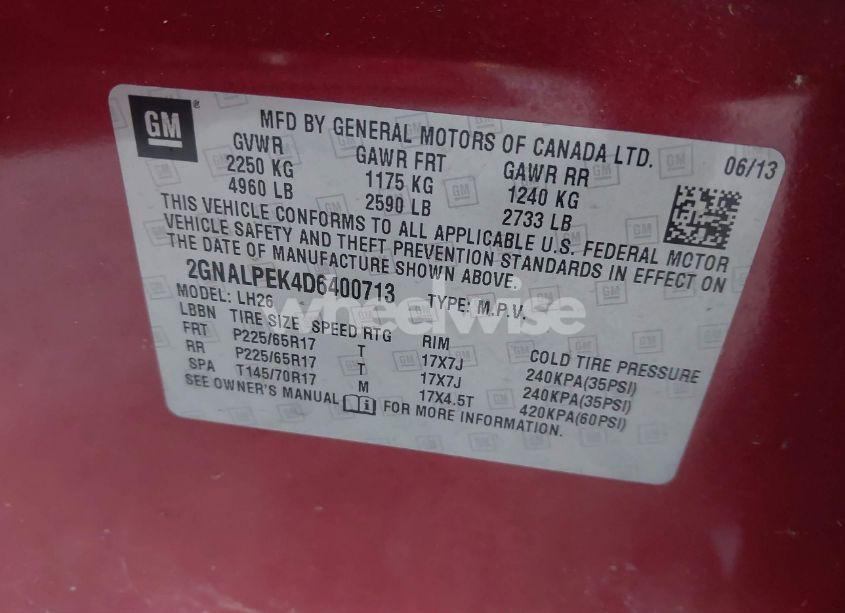 GM®
MFD BY GENERAL MOTORS OF CANADA LTD. 06/13
GVWR GAWR FRT GAWR RR
2250 KG 1175 KG 1240 KG
4960 LB 2590 LB 2733 LB
THIS VEHICLE CONFORMS TO ALL APPLICABLE U.S. FEDERAL MOTOR
VEHICLE SAFETY AND THEFT PREVENTION STANDARDS IN EFFECT ON
THE DATE OF MANUFACTURE SHOWN ABOVE.
2GNALPEK4D6400713 TYPE: M.P.V.
MODEL: LH26
wheelwise
LBBN TIRE SIZE SPEED RTG RIM COLD TIRE PRESSURE
FRT P225/65R17 T 17X7J 240KPA(35PSI)
RR P225/65R17 T 17X7J 240KPA(35PSI)
SPA T145/70R17 M 17X4.5T 420KPA(60PSI)
SEE OWNER'S MANUAL FOR MORE INFORMATION.